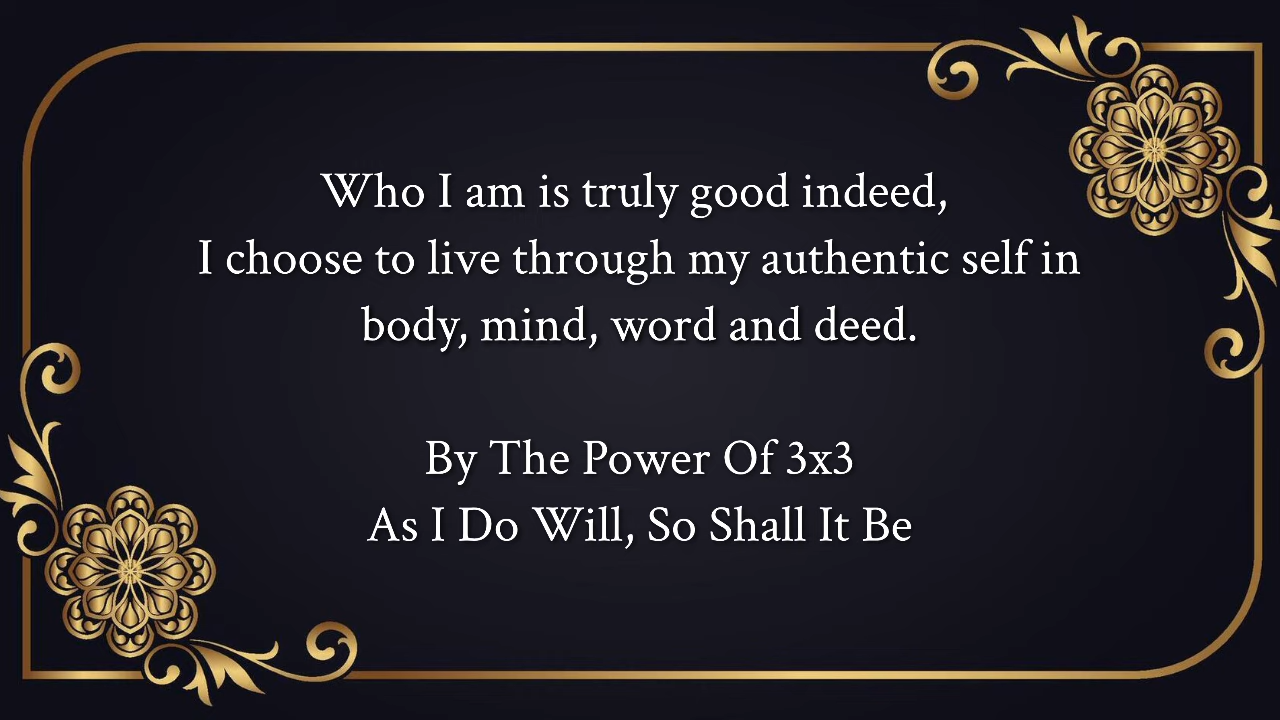 Who I am is truly good indeed,
I choose to live through my authentic self in
body, mind, word and deed.
By The Power Of 3x3
As I Do Will, So Shall It Be